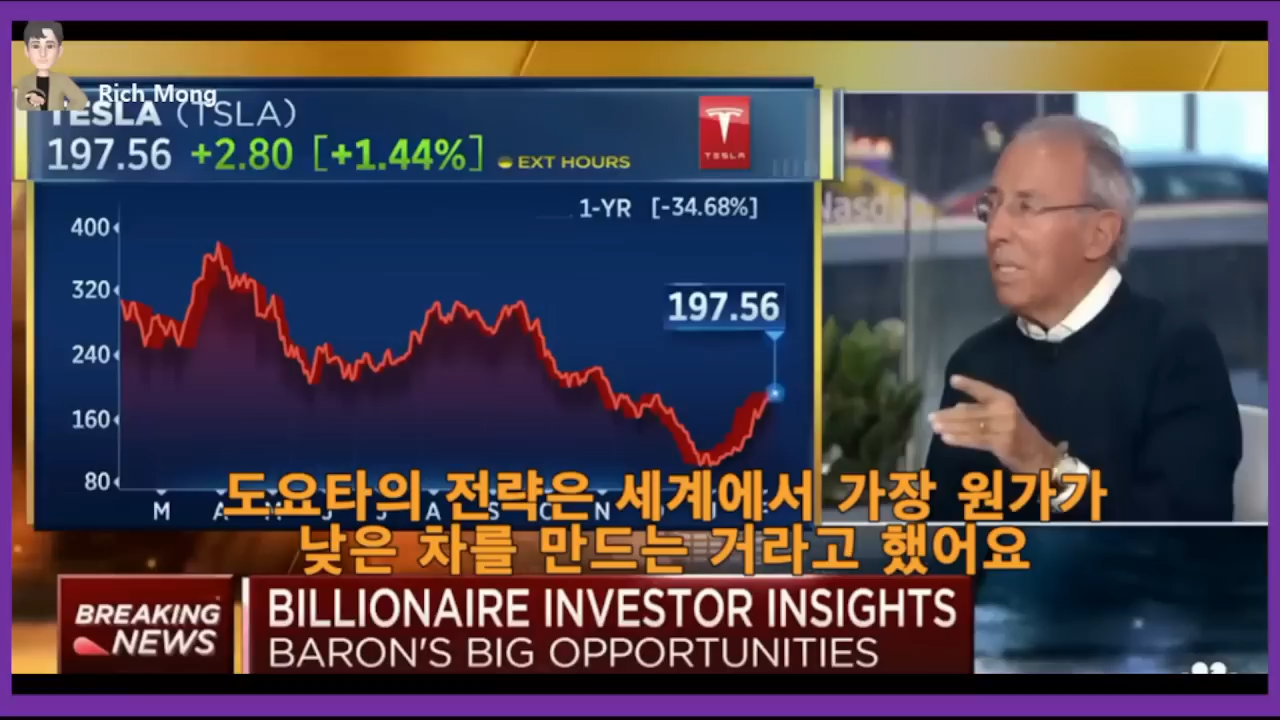 Rich Mong
TESLA (TSLA)
197.56 +2.80 [+1.44%] EXT HOURS
TESLA
1-YR [-34.68%]
400
320
240
160
80
197.56
M A M J J A S O N D J F
Nasdaq
도요타의 전략은 세계에서 가장 원가가
낮은 차를 만드는 거라고 했어요
BREAKING
NEWS
BILLIONAIRE INVESTOR INSIGHTS
BARON'S BIG OPPORTUNITIES